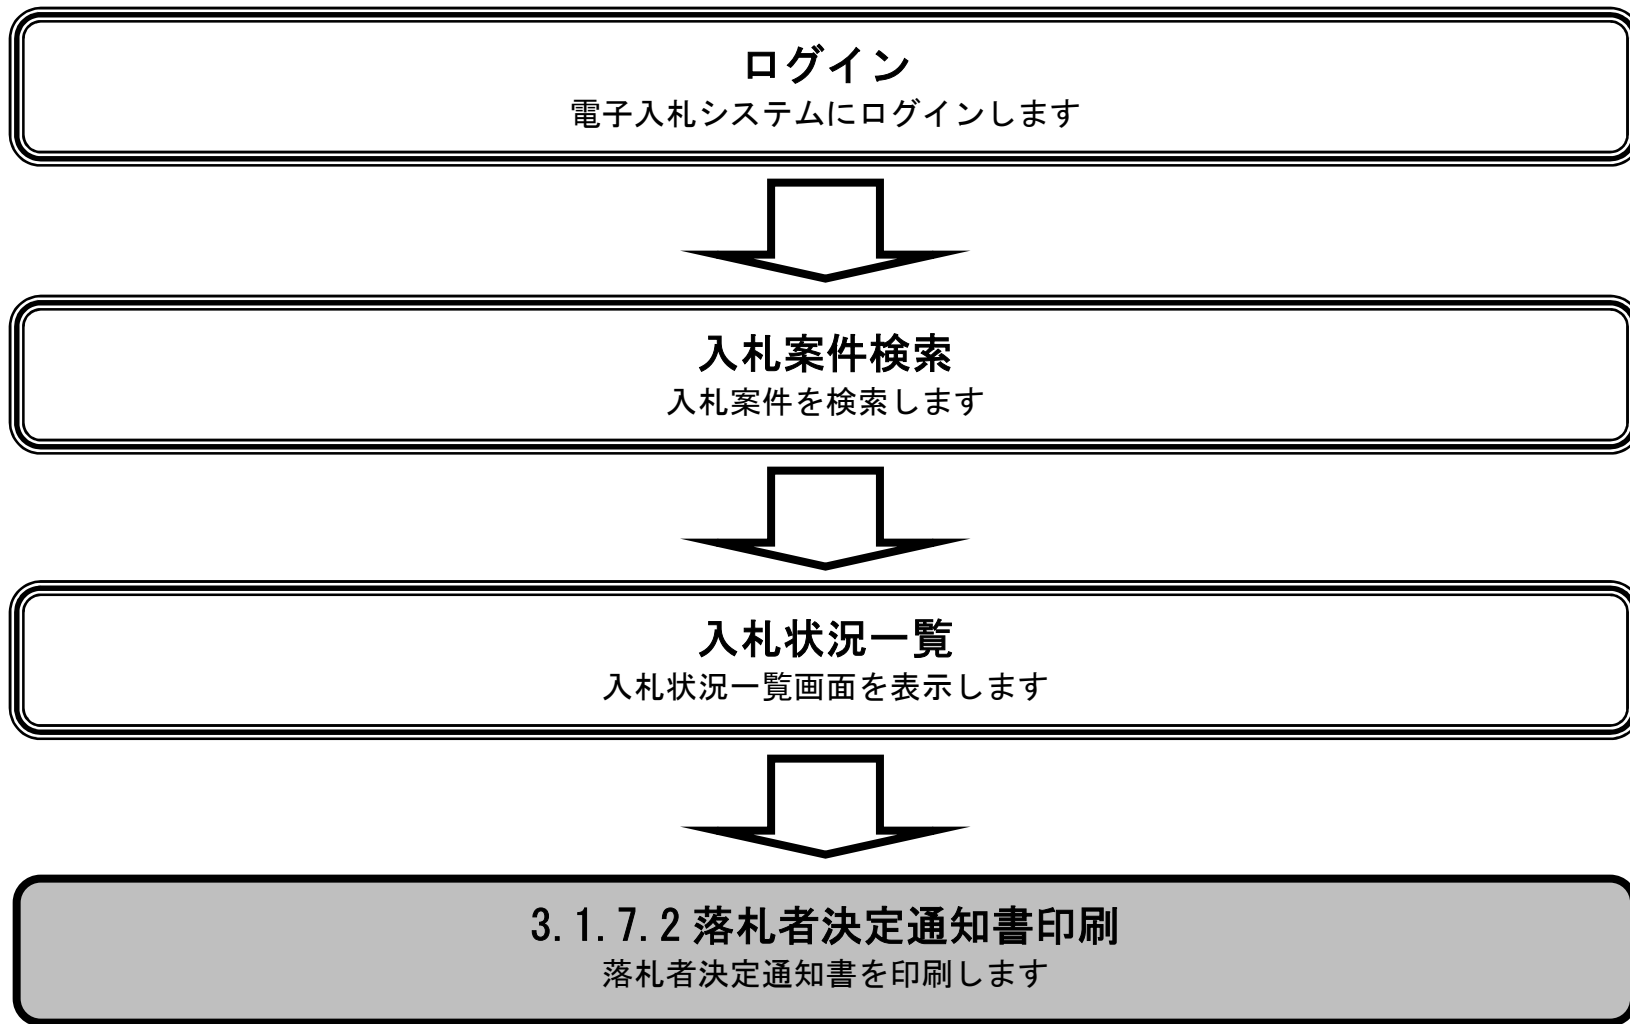 ログイン
電子入札システムにログインします
入札案件検索
入札案件を検索します
入札状況一覧
入札状況一覧画面を表示します
3.1.7.2 落札者決定通知書印刷
落札者決定通知書を印刷します